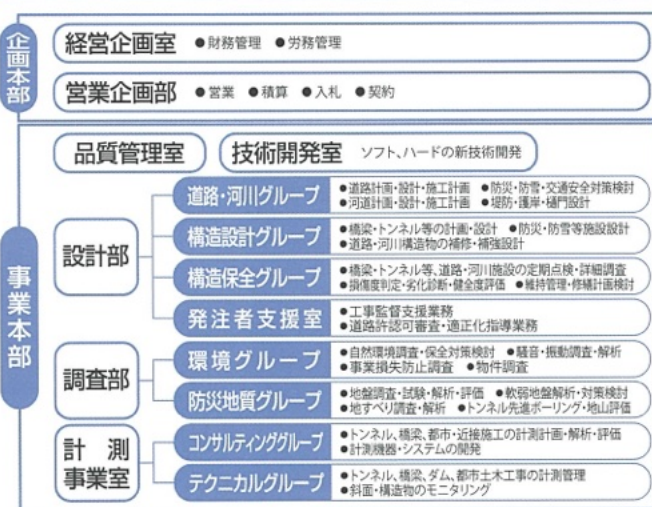 企画本部
経営企画室 ●財務管理 ●労務管理
営業企画部 ●営業 ●積算 ●入札 ●契約
事業本部
品質管理室
技術開発室 ソフト、ハードの新技術開発
設計部
道路・河川グループ
●道路計画・設計・施工計画 ●防災・防雪・交通安全対策検討
●河道計画・設計・施工計画 ●堤防・護岸・樋門設計
構造設計グループ
●橋梁・トンネル等の計画・設計 ●防災・防雪等施設設計
●道路・河川構造物の補修・補強設計
構造保全グループ
●橋梁・トンネル等、道路・河川施設の定期点検・詳細調査
●損傷度判定・劣化診断・健全度評価 ●維持管理・修繕計画検討
発注者支援室
●工事監督支援業務
●道路許認可審査・適正化指導業務
調査部
環境グループ
●自然環境調査・保全対策検討 ●騒音・振動調査・解析
●事業損失防止調査 ●物件調査
防災地質グループ
●地盤調査・試験・解析・評価 ●軟弱地盤解析・対策検討
●地すべり調査・解析 ●トンネル先進ボーリング・地山評価
計測
事業室
コンサルティンググループ
●トンネル、橋梁、都市・近接施工の計測計画・解析・評価
●計測機器・システムの開発
テクニカルグループ
●トンネル、橋梁、ダム、都市土木工事の計測管理
●斜面・構造物のモニタリング